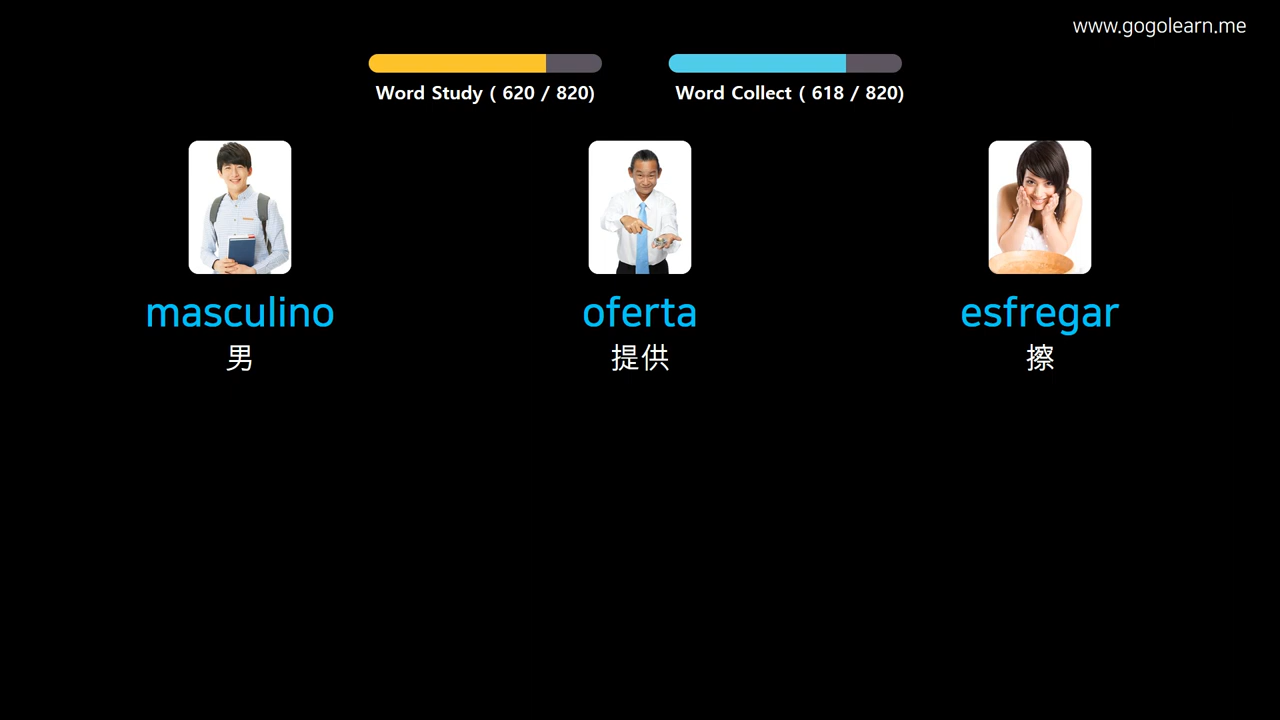 www.gogolearn.me
Word Study ( 620 / 820)
Word Collect ( 618 / 820)
masculino
oferta
esfregar
男
提供
擦